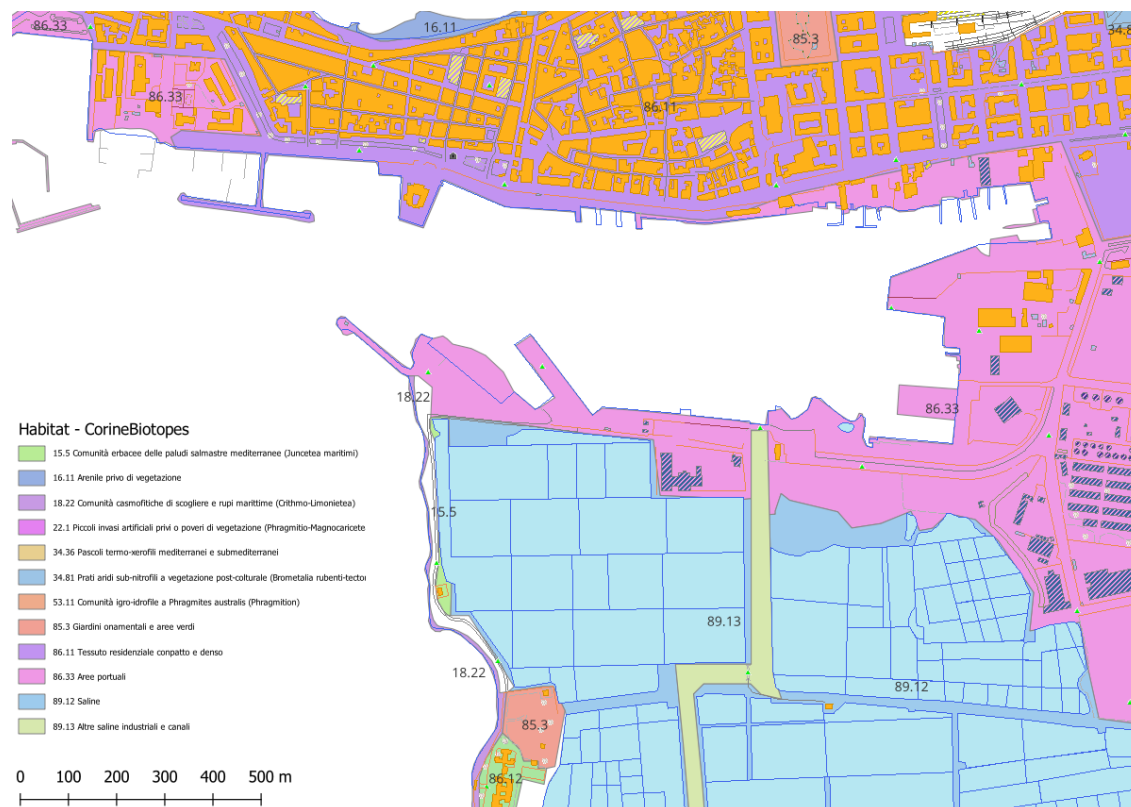 86.33
16.11
85.3
34.8
86.33
86.11
18.22
86.33
Habitat - CorineBiotopes
15.5 Comunità erbacee delle paludi salmastre mediterranee (Juncetea maritimi)
16.11 Arenile privo di vegetazione
18.22 Comunità casmofitiche di scogliere e rupi marittime (Crithmo-Limonietea)
22.1 Piccoli invasi artificiali privi o poveri di vegetazione (Phragmitio-Magnocaricete
34.36 Pascoli termo-xerofili mediterranei e submediterranei
34.81 Prati aridi sub-nitrofili a vegetazione post-colturale (Brometalia rubenti-tector
53.11 Comunità igro-idrofile a Phragmites australis (Phragmition)
85.3 Giardini ornamentali e aree verdi
86.11 Tessuto residenziale conpatto e denso
86.33 Aree portuali
89.12 Saline
89.13 Altre saline industriali e canali
15.5
89.13
18.22
89.12
85.3
86.12
0 100 200 300 400 500 m